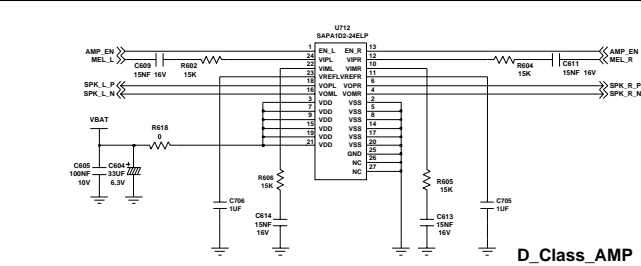 U712
SAPA1D2-24ELP
AMP_EN
MEL_L
C609
15NF 16V
R602
15K
1 EN_L EN_R 13
24 VIPL VIPR 12
22 VIML VIMR 10
23 VREFL VREFR 11
18 VOPL VOPR 6
16 VOML VOMR 4
3 VDD VSS 2
7 VDD VSS 5
9 VDD VSS 8
15 VDD VSS 14
19 VDD VSS 17
21 VDD VSS 20
GND 25
NC 26
NC 27
R604
15K
C611
15NF 16V
AMP_EN
MEL_R
SPK_L_P
SPK_L_N
SPK_R_P
SPK_R_N
VBAT
R618
0
C605
100NF
10V
C604
33UF
6.3V
+
R606
15K
C706
1UF
C614
15NF
16V
R605
15K
C613
15NF
16V
C705
1UF
D_Class_AMP